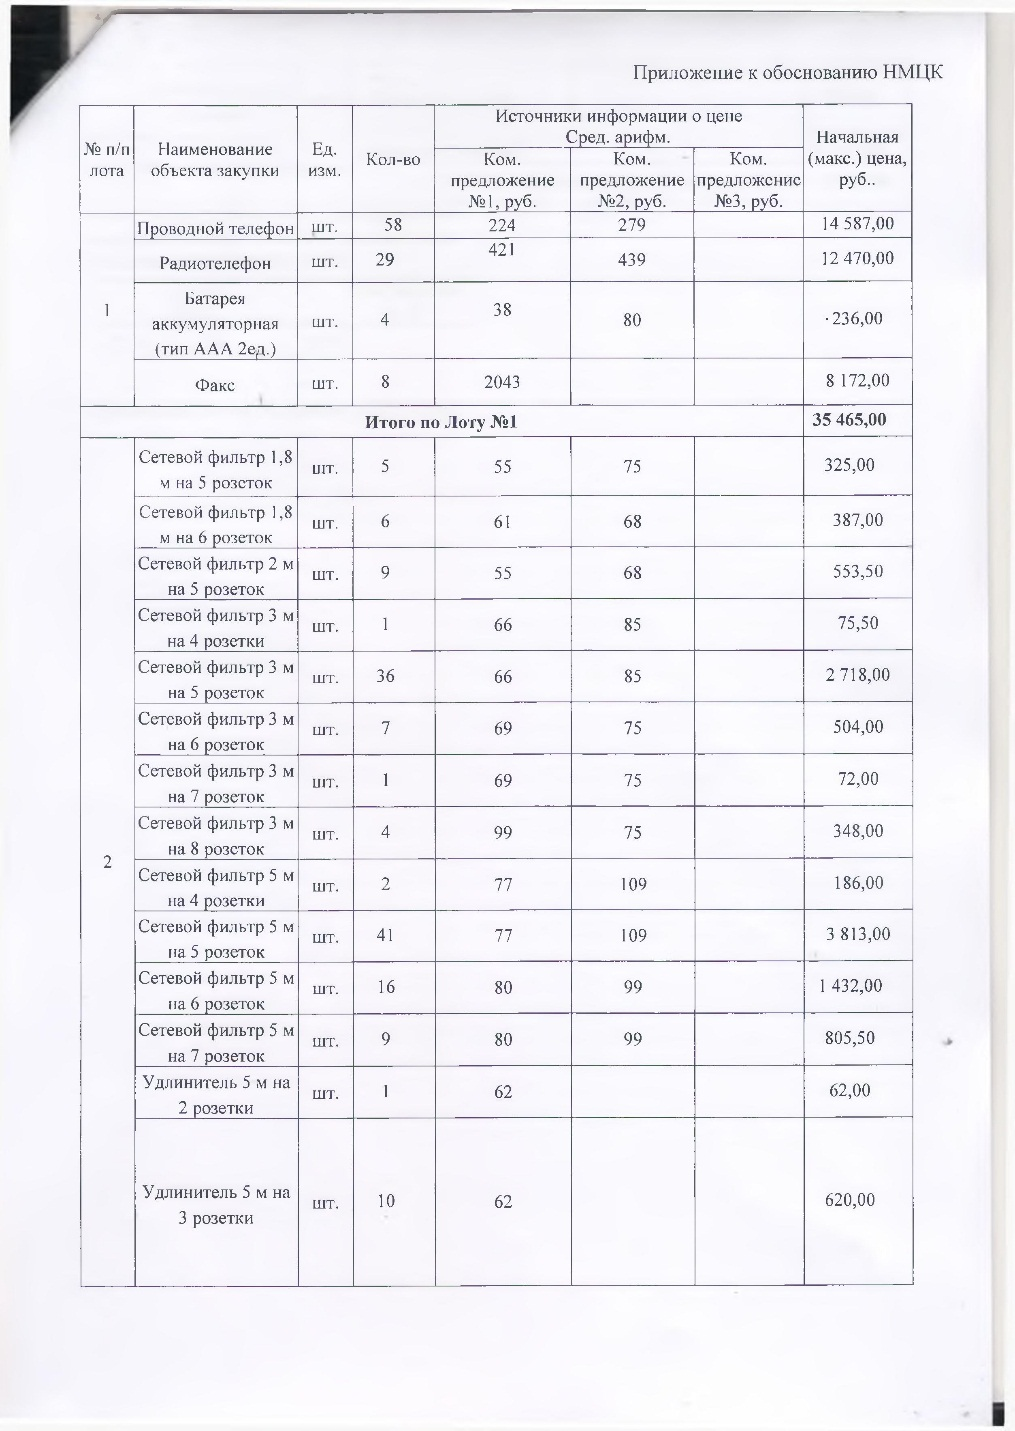 Приложение к обоснованию НМЦК
№ п/п лота | Наименование объекта закупки | Ед. изм. | Кол-во | Источники информации о цене Сред. арифм. | Начальная (макс.) цена, руб..
Ком. предложение №1, руб. | Ком. предложение №2, руб. | Ком. предложение №3, руб.
1 | Проводной телефон | шт. | 58 | 224 | 279 | | 14 587,00
Радиотелефон | шт. | 29 | 421 | 439 | | 12 470,00
Батарея аккумуляторная (тип ААА 2ед.) | шт. | 4 | 38 | 80 | | 236,00
Факс | шт. | 8 | 2043 | | | 8 172,00
Итого по Лоту №1 | 35 465,00
2 | Сетевой фильтр 1,8 м на 5 розеток | шт. | 5 | 55 | 75 | | 325,00
Сетевой фильтр 1,8 м на 6 розеток | шт. | 6 | 61 | 68 | | 387,00
Сетевой фильтр 2 м на 5 розеток | шт. | 9 | 55 | 68 | | 553,50
Сетевой фильтр 3 м на 4 розетки | шт. | 1 | 66 | 85 | | 75,50
Сетевой фильтр 3 м на 5 розеток | шт. | 36 | 66 | 85 | | 2 718,00
Сетевой фильтр 3 м на 6 розеток | шт. | 7 | 69 | 75 | | 504,00
Сетевой фильтр 3 м на 7 розеток | шт. | 1 | 69 | 75 | | 72,00
Сетевой фильтр 3 м на 8 розеток | шт. | 4 | 99 | 75 | | 348,00
Сетевой фильтр 5 м на 4 розетки | шт. | 2 | 77 | 109 | | 186,00
Сетевой фильтр 5 м на 5 розеток | шт. | 41 | 77 | 109 | | 3 813,00
Сетевой фильтр 5 м на 6 розеток | шт. | 16 | 80 | 99 | | 1 432,00
Сетевой фильтр 5 м на 7 розеток | шт. | 9 | 80 | 99 | | 805,50
Удлинитель 5 м на 2 розетки | шт. | 1 | 62 | | | 62,00
Удлинитель 5 м на 3 розетки | шт. | 10 | 62 | | | 620,00